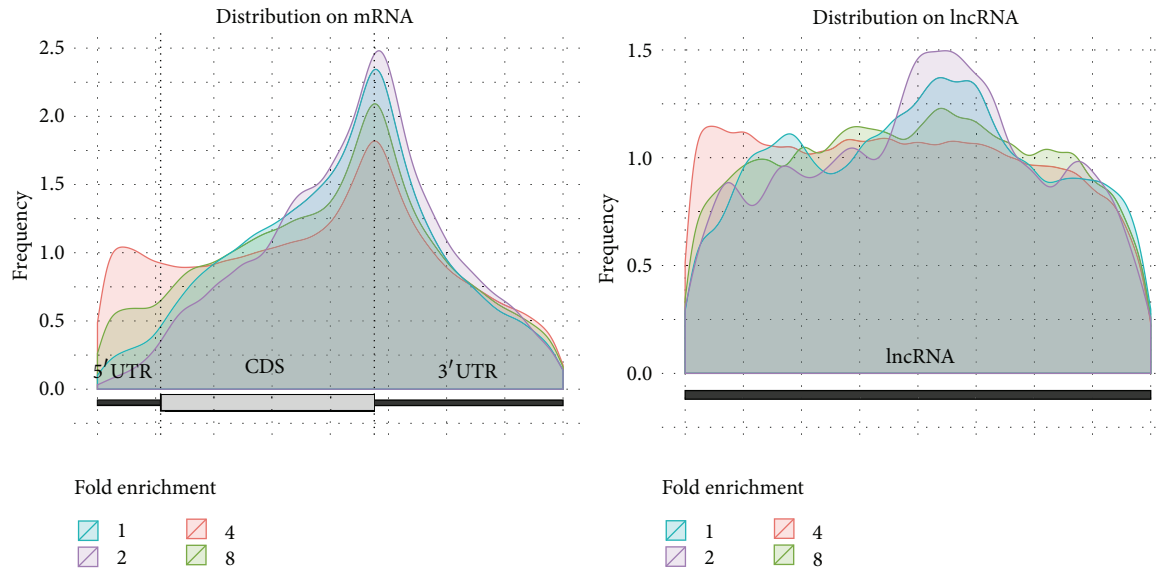 Distribution on mRNA
2.5
2.0
1.5
1.0
0.5
0.0
Frequency
5′UTR
CDS
3′UTR
Fold enrichment
1
4
2
8
Distribution on lncRNA
1.5
1.0
0.5
0.0
Frequency
lncRNA
Fold enrichment
1
4
2
8